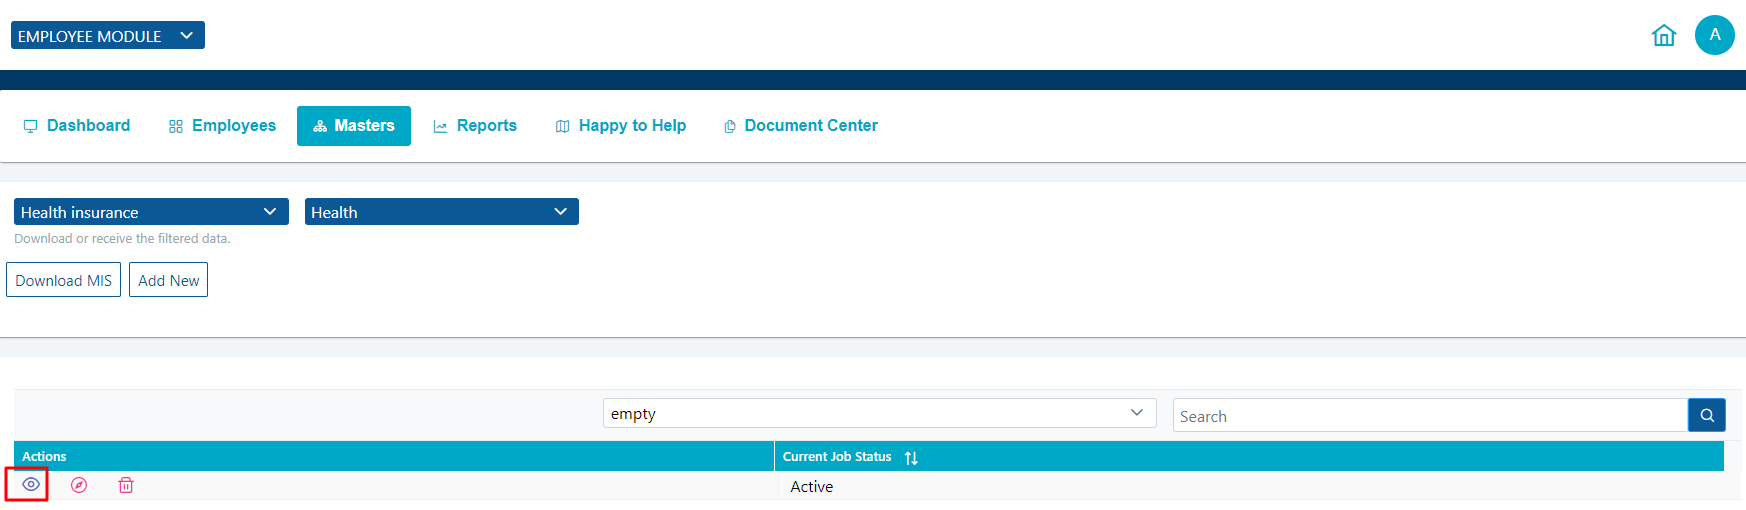 EMPLOYEE MODULE
A
Dashboard
Employees
Masters
Reports
Happy to Help
Document Center
Health insurance
Health
Download or receive the filtered data.
Download MIS
Add New
empty
Search
Actions
Current Job Status
Active